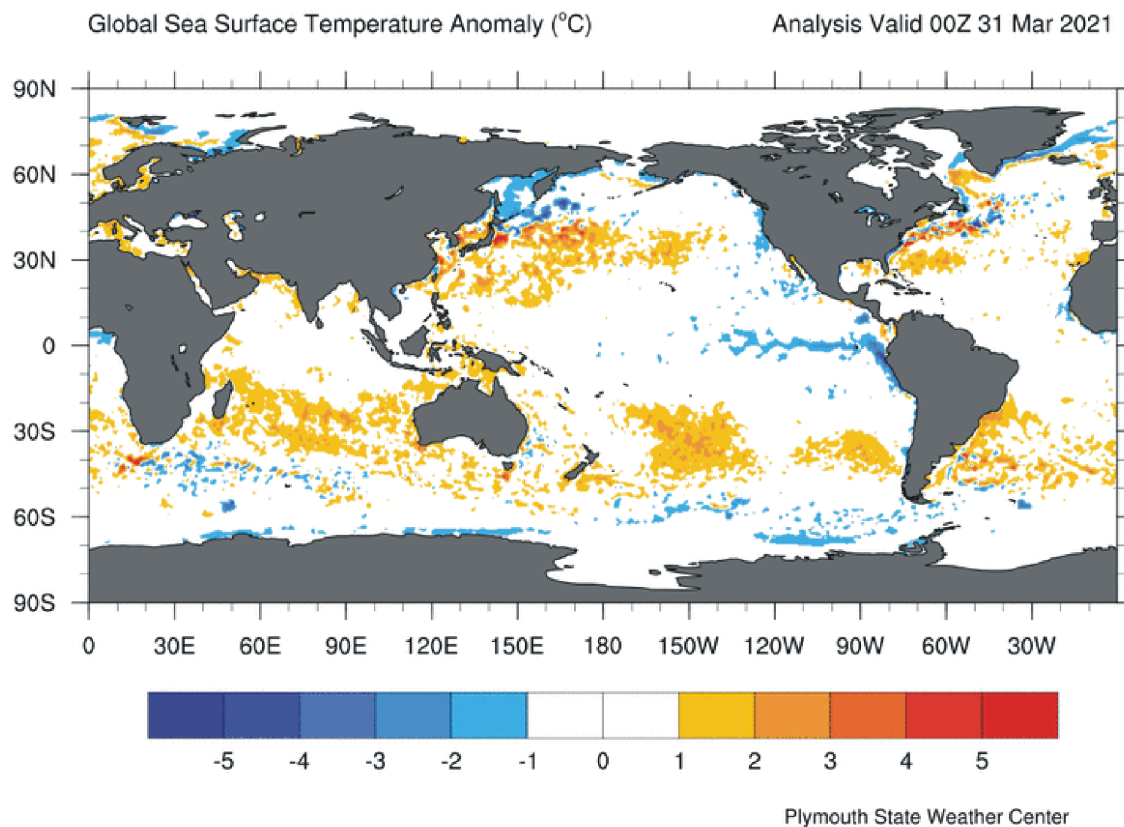 Global Sea Surface Temperature Anomaly (°C) Analysis Valid 00Z 31 Mar 2021
90N
60N
30N
0
30S
60S
90S
0 30E 60E 90E 120E 150E 180 150W 120W 90W 60W 30W
-5 -4 -3 -2 -1 0 1 2 3 4 5
Plymouth State Weather Center